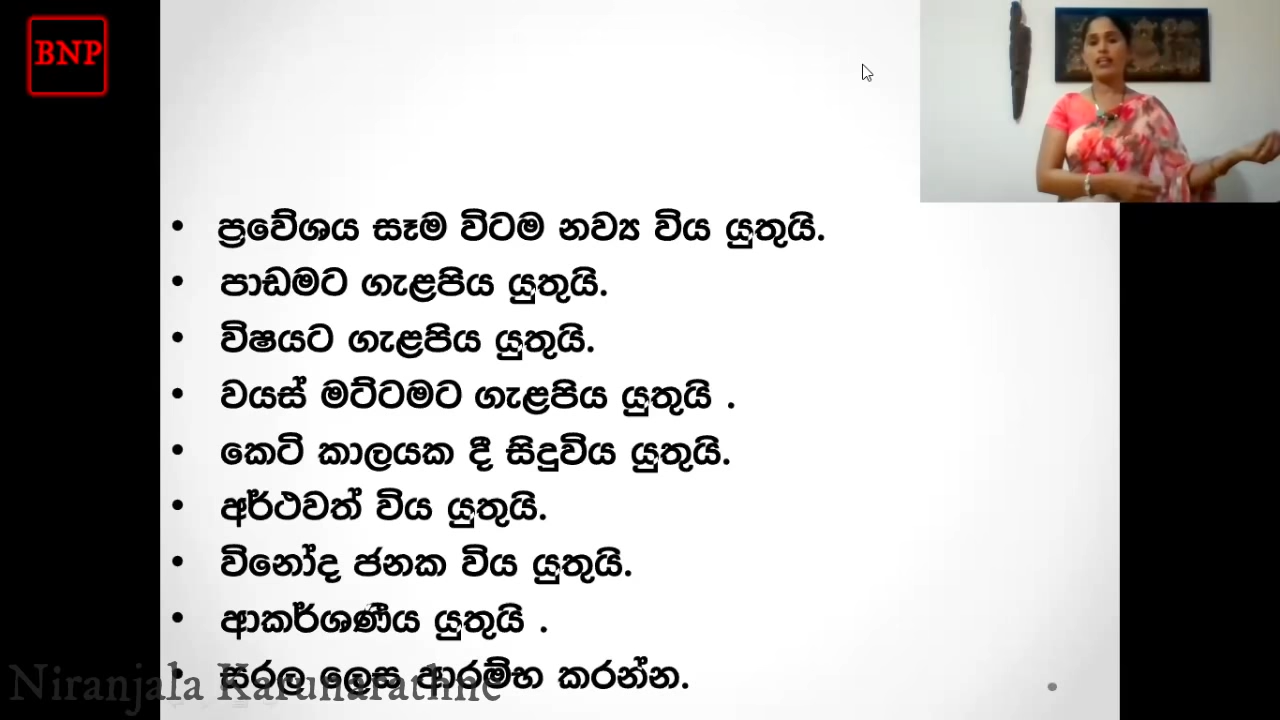 BNP
• ප්‍රවේශය සෑම විටම නව්‍ය විය යුතුයි.
• පාඩමට ගැළපිය යුතුයි.
• විෂයට ගැළපිය යුතුයි.
• වයස් මට්ටමට ගැළපිය යුතුයි .
• කෙටි කාලයක දී සිදුවිය යුතුයි.
• අර්ථවත් විය යුතුයි.
• විනෝද ජනක විය යුතුයි.
• ආකර්ශණීය යුතුයි .
• සරල ලෙස ආරම්භ කරන්න.
Niranjala Karunarathne